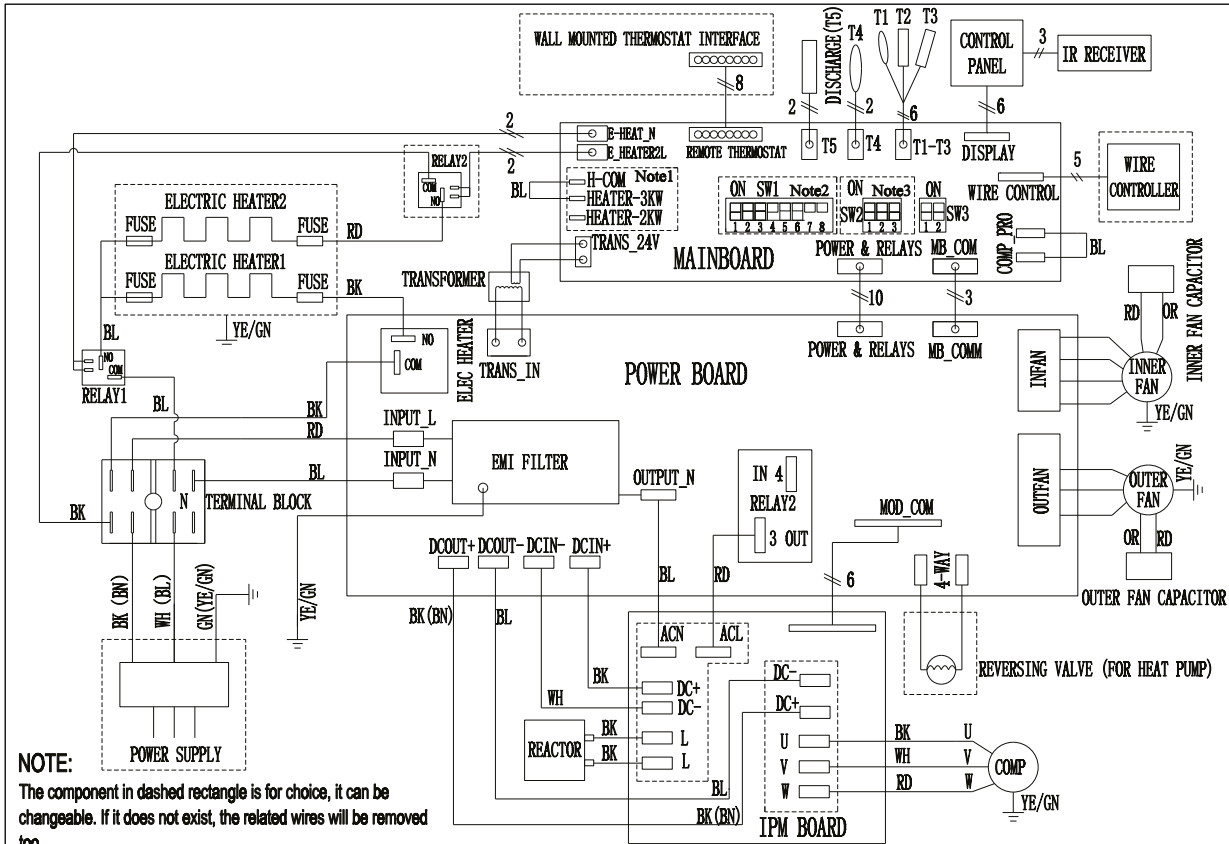 WALL MOUNTED THERMOSTAT INTERFACE
8
DISCHARGE(T5)
T4
T1
T2
T3
2
2
6
CONTROL
PANEL
3
IR RECEIVER
6
2
E-HEAT_N
2
E_HEATER2L
REMOTE THERMOSTAT
T5
T4
T1-T3
DISPLAY
5
WIRE CONTROL
WIRE
CONTROLLER
RELAY2
COM
NO
BL
H-COM
Note1
HEATER-3KW
HEATER-2KW
TRANS_24V
ON
SW1
Note2
1 2 3 4 5 6 7 8
ON
Note3
SW2
1 2 3
ON
SW3
1 2
COMP_PRO
BL
MAINBOARD
POWER & RELAYS
MB_COM
ELECTRIC HEATER2
FUSE
FUSE
RD
ELECTRIC HEATER1
FUSE
FUSE
BK
YE/GN
TRANSFORMER
TRANS_IN
10
3
POWER & RELAYS
MB_COMM
RD
OR
INNER FAN CAPACITOR
BL
NO
COM
RELAY1
NO
COM
ELEC HEATER
POWER BOARD
INFAN
INNER
FAN
YE/GN
BL
BK
RD
BL
INPUT_L
INPUT_N
EMI FILTER
OUTPUT_N
IN 4
RELAY2
3 OUT
MOD_COM
OUTFAN
OUTER
FAN
YE/GN
OR
RD
OUTER FAN CAPACITOR
N
TERMINAL BLOCK
BK
DCOUT+
DCOUT-
DCIN-
DCIN+
BL
RD
6
4-WAY
BK (BN)
WH (BL)
GN(YE/GN)
YE/GN
BK(BN)
BL
WH
BK
ACN
ACL
DC+
DC-
L
L
DC-
DC+
U
V
W
REVERSING VALVE (FOR HEAT PUMP)
REACTOR
BK
BK
BL
BK(BN)
BK
U
WH
V
RD
W
COMP
YE/GN
IPM BOARD
POWER SUPPLY
NOTE:
The component in dashed rectangle is for choice, it can be
changeable. If it does not exist, the related wires will be removed
too.